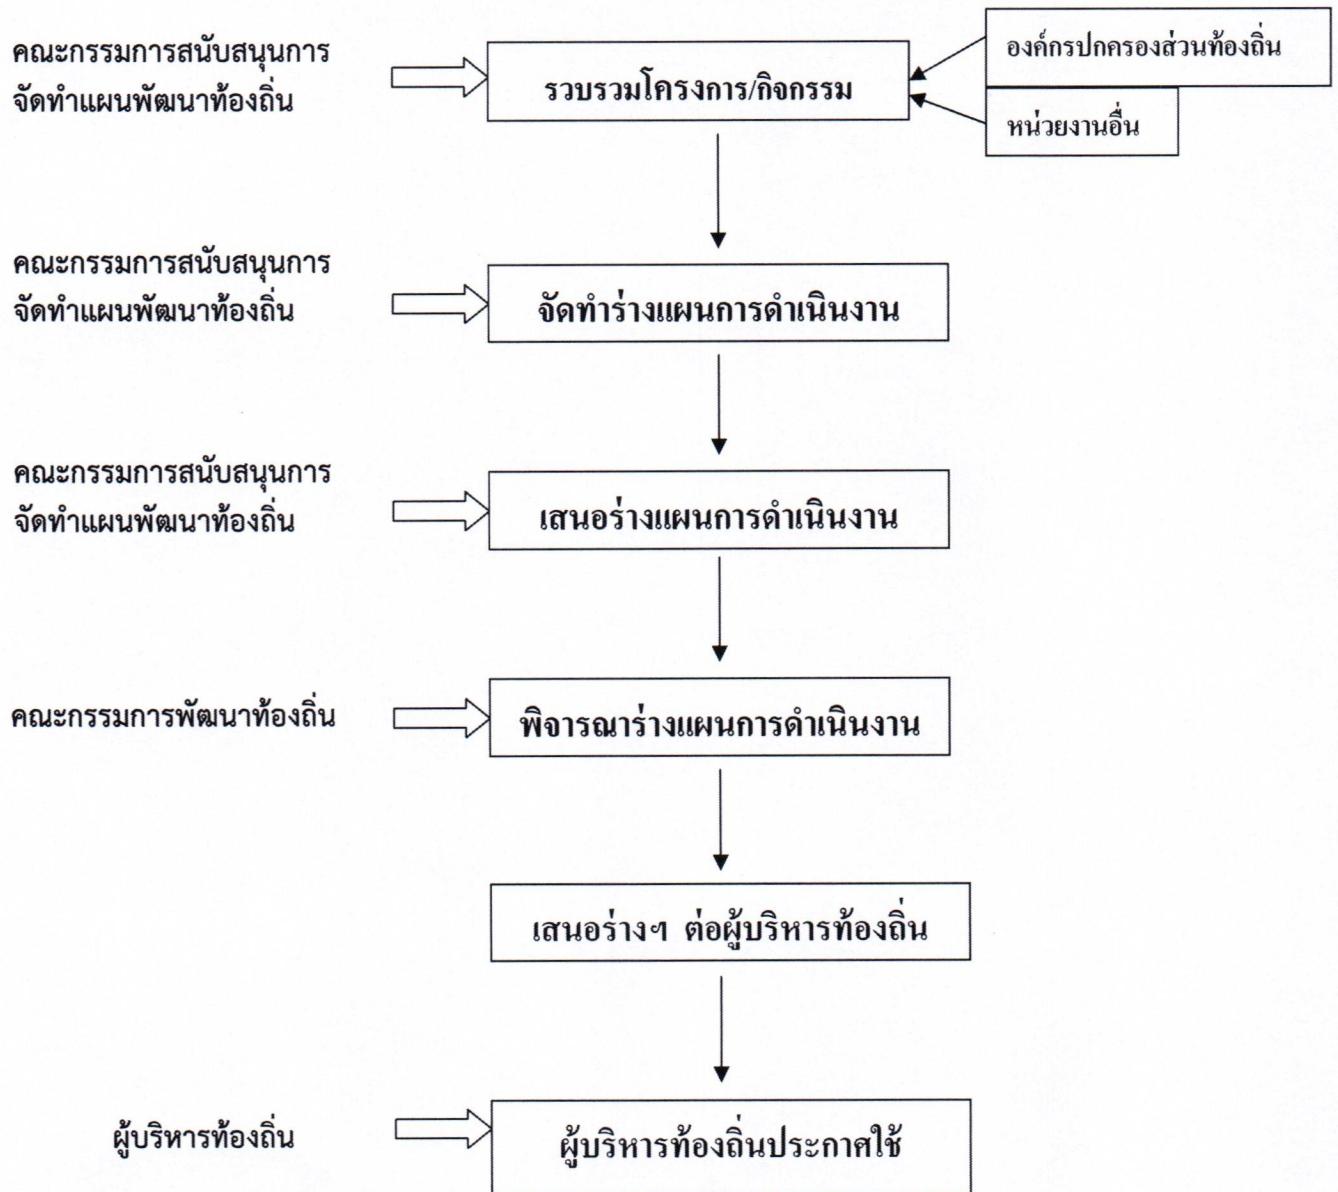 คณะกรรมการสนับสนุนการ
จัดทำแผนพัฒนาท้องถิ่น
รวบรวมโครงการ/กิจกรรม
องค์กรปกครองส่วนท้องถิ่น
หน่วยงานอื่น
คณะกรรมการสนับสนุนการ
จัดทำแผนพัฒนาท้องถิ่น
จัดทำร่างแผนการดำเนินงาน
คณะกรรมการสนับสนุนการ
จัดทำแผนพัฒนาท้องถิ่น
เสนอร่างแผนการดำเนินงาน
คณะกรรมการพัฒนาท้องถิ่น
พิจารณาร่างแผนการดำเนินงาน
เสนอร่างฯ ต่อผู้บริหารท้องถิ่น
ผู้บริหารท้องถิ่น
ผู้บริหารท้องถิ่นประกาศใช้